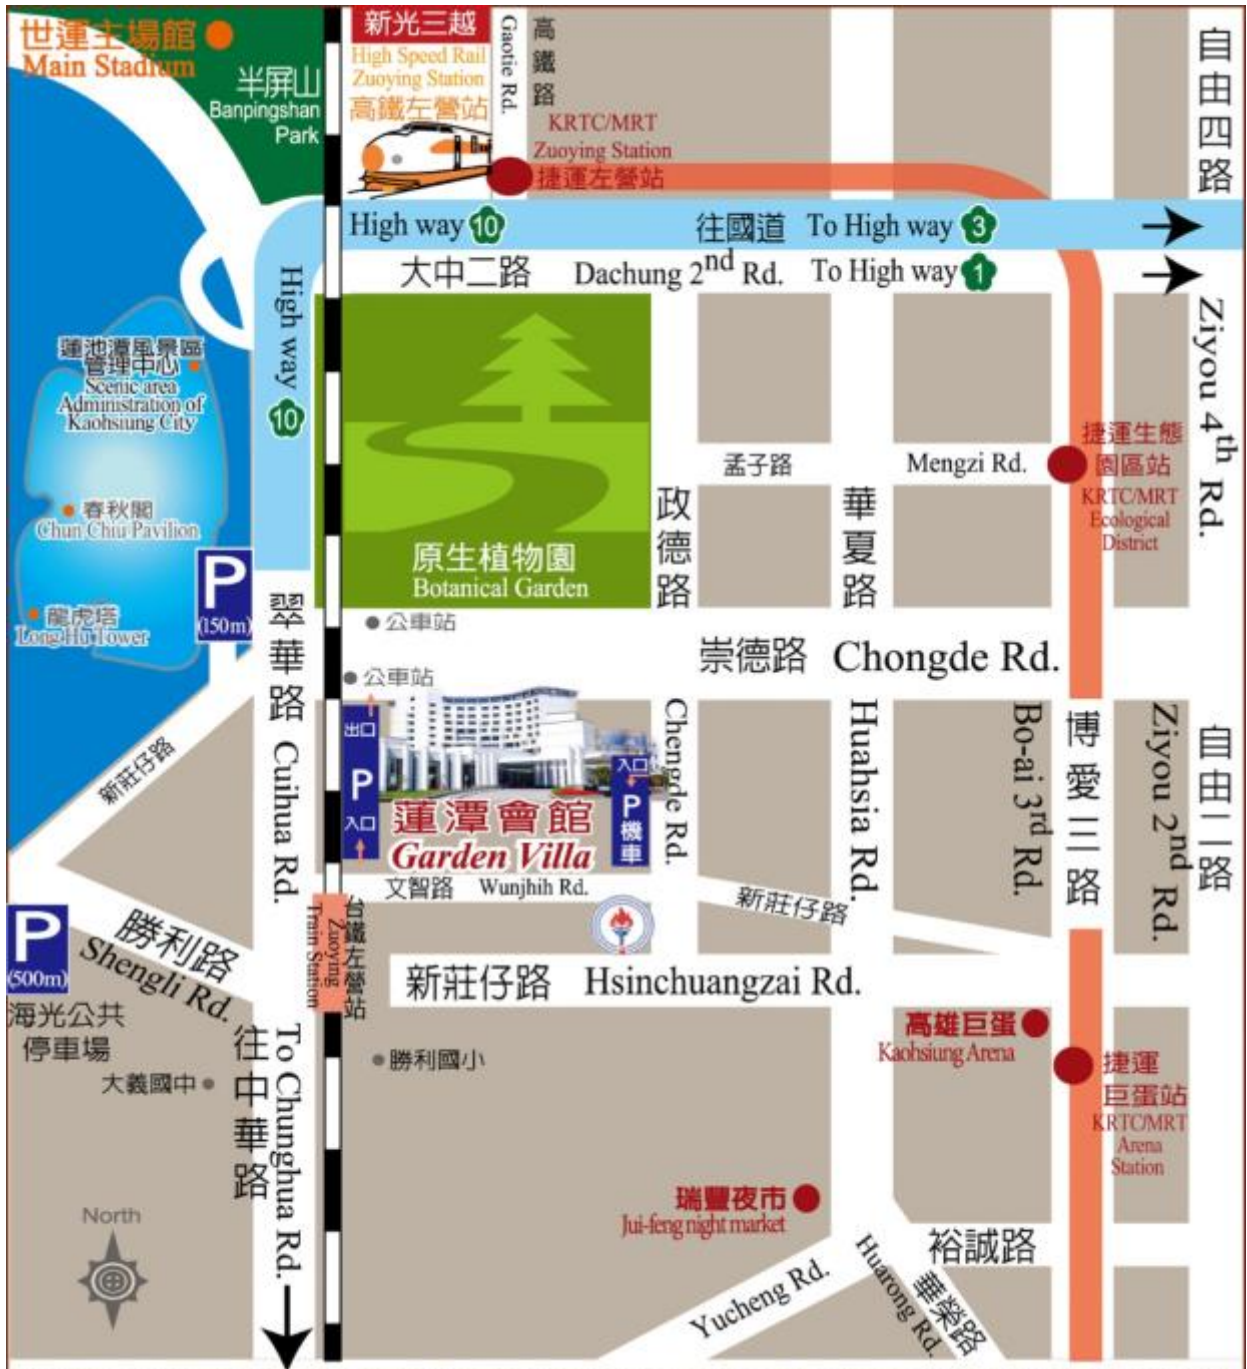 世運主場館
Main Stadium
半屏山
Banpingshan
Park
新光三越
High Speed Rail
Zuoying Station
高鐵左營站
Gaotie Rd.
高鐵路
KRTC/MRT
Zuoying Station
捷運左營站
自由四路
High way 10
往國道 To High way 3
大中二路 Dachung 2nd Rd. To High way 1
High way 10
Ziyou 4th Rd.
蓮池潭風景區
管理中心
Scenic area
Administration of
Kaohsiung City
春秋閣
Chun Chiu Pavilion
龍虎塔
Long Hu Tower
P
(150m)
原生植物園
Botanical Garden
孟子路 Mengzi Rd.
捷運生態
園區站
KRTC/MRT
Ecological
District
政德路
華夏路
翠華路 Cuihua Rd.
公車站
公車站
崇德路 Chongde Rd.
新莊仔路
出口
P
入口
入口
P
機車
蓮潭會館
Garden Villa
Chengde Rd.
Huahsia Rd.
Bo-ai 3rd Rd.
博愛三路
Ziyou 2nd Rd.
自由二路
文智路 Wunjhih Rd.
新莊仔路
P
(500m)
海光公共
停車場
勝利路
Shengli Rd.
Zuoying
Train Station
台鐵左營站
新莊仔路 Hsinchuangzai Rd.
高雄巨蛋
Kaohsiung Arena
捷運
巨蛋站
KRTC/MRT
Arena
Station
勝利國小
大義國中
往中華路
To Chunghua Rd.
瑞豐夜市
Jui-feng night market
North
裕誠路
Yucheng Rd.
Huarong Rd.
華榮路